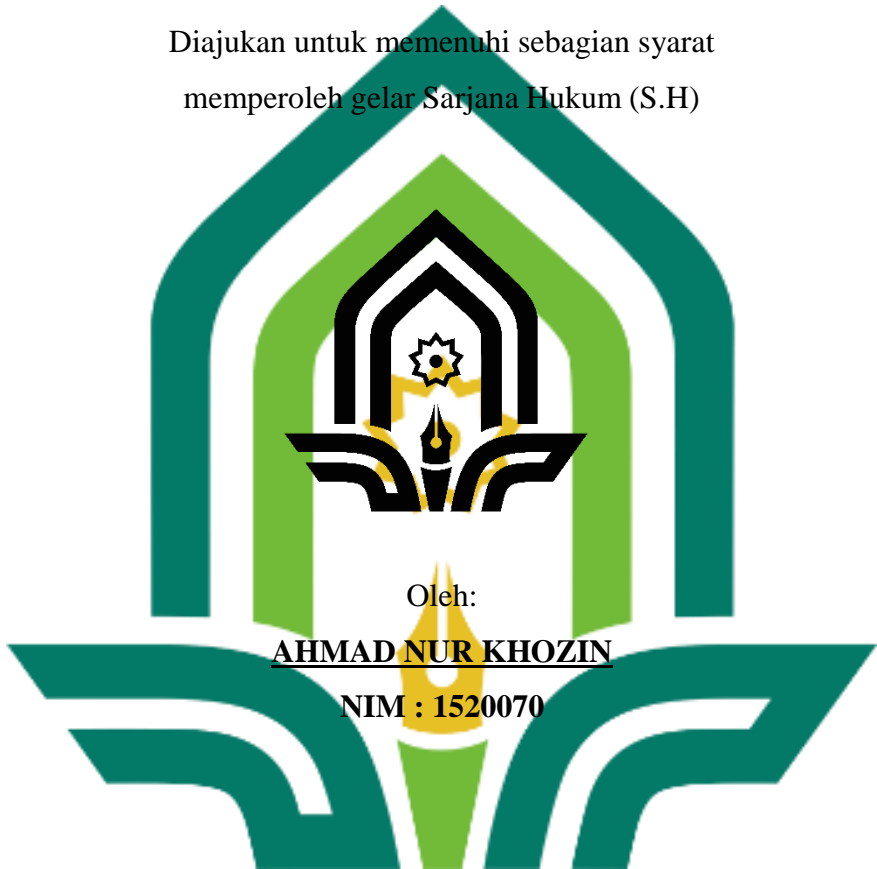 Diajukan untuk memenuhi sebagian syarat
memperoleh gelar Sarjana Hukum (S.H)
Oleh:
AHMAD NUR KHOZIN
NIM : 1520070